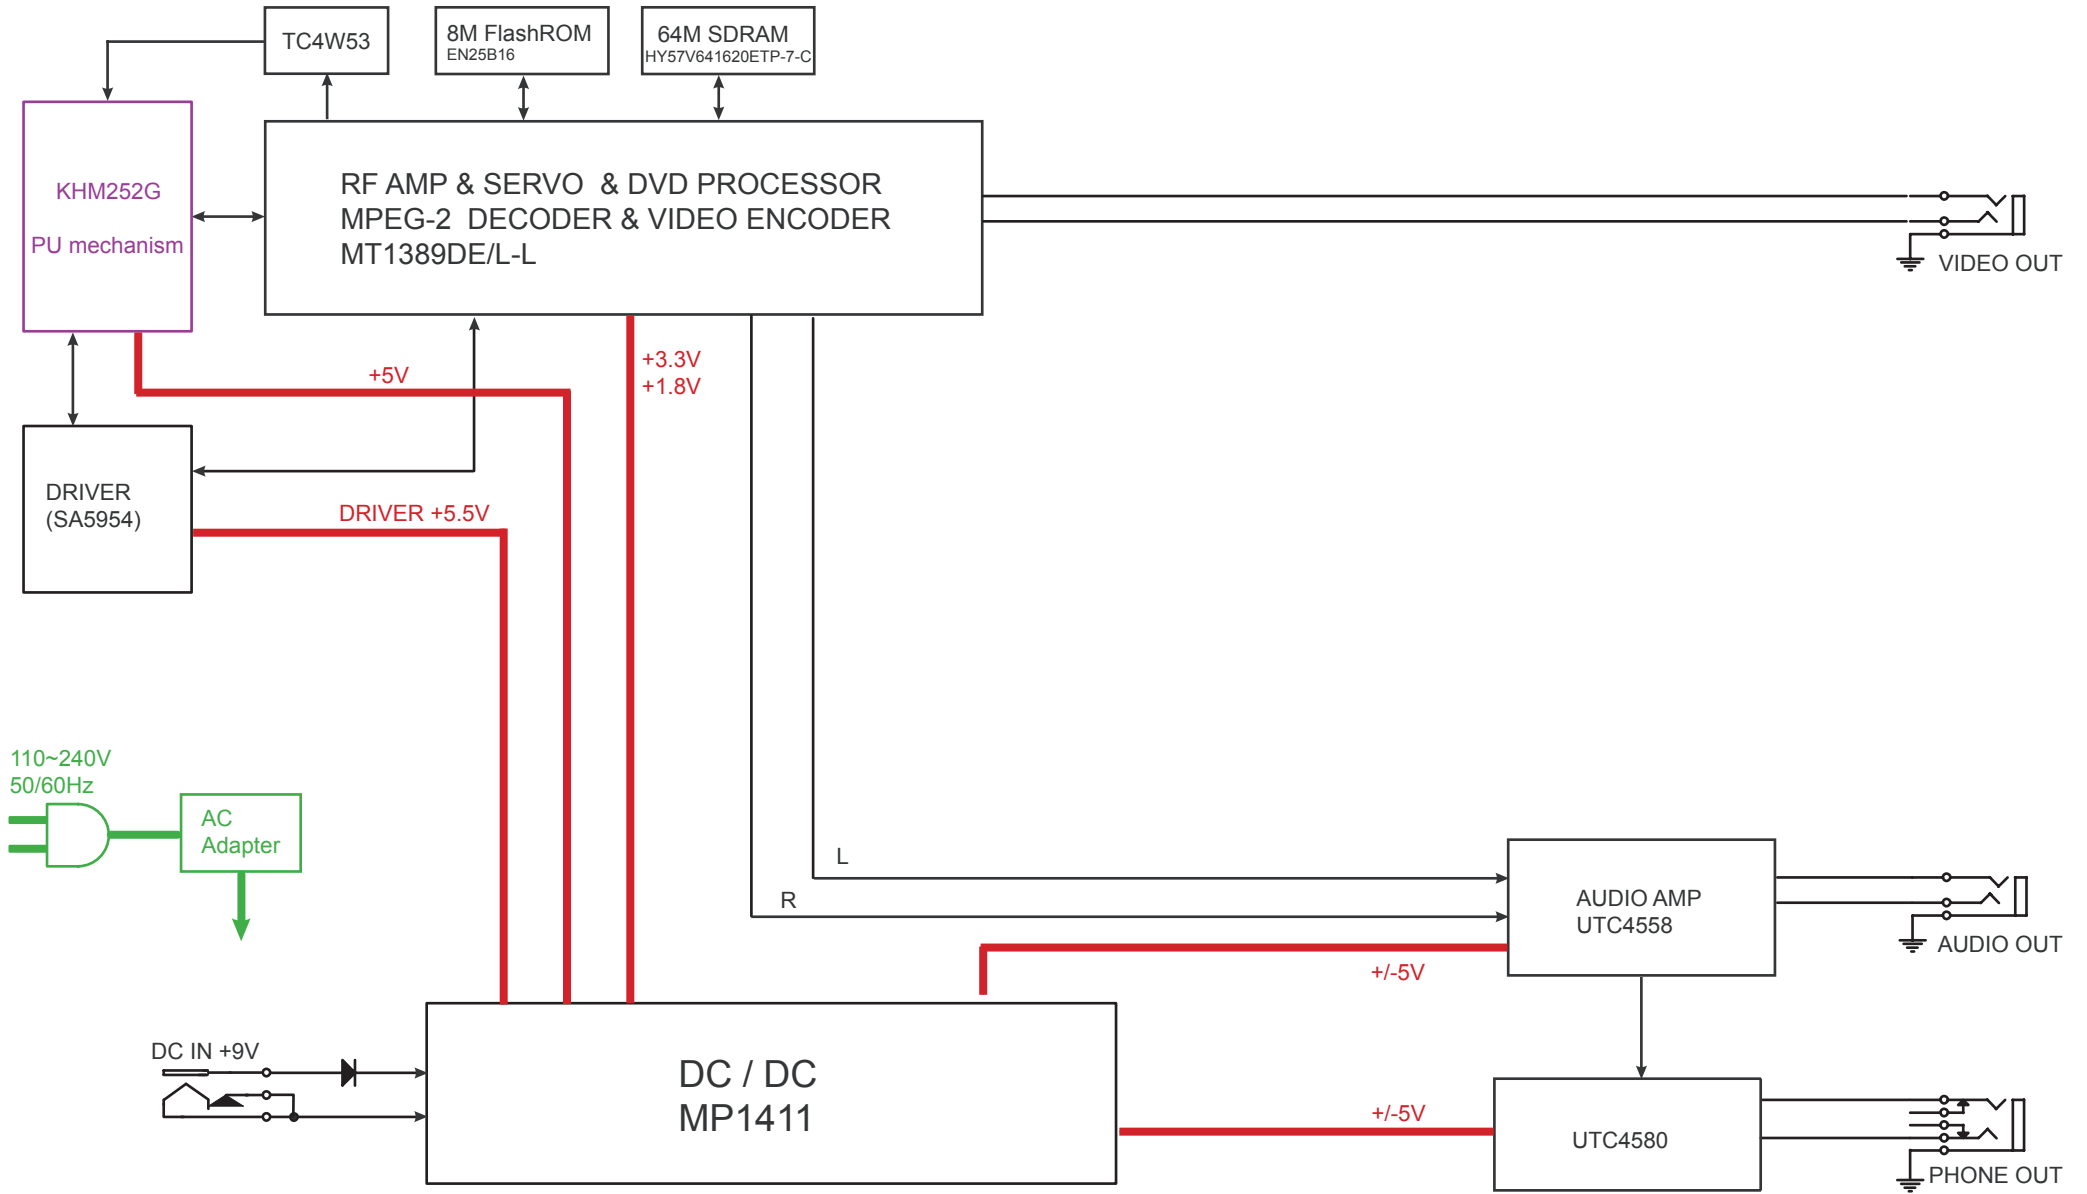 TC4W53
8M FlashROM
EN25B16
64M SDRAM
HY57V641620ETP-7-C
KHM252G
PU mechanism
RF AMP & SERVO & DVD PROCESSOR
MPEG-2 DECODER & VIDEO ENCODER
MT1389DE/L-L
VIDEO OUT
+5V
+3.3V
+1.8V
DRIVER
(SA5954)
DRIVER +5.5V
110~240V
50/60Hz
AC
Adapter
L
R
AUDIO AMP
UTC4558
AUDIO OUT
+/-5V
DC IN +9V
DC / DC
MP1411
+/-5V
UTC4580
PHONE OUT